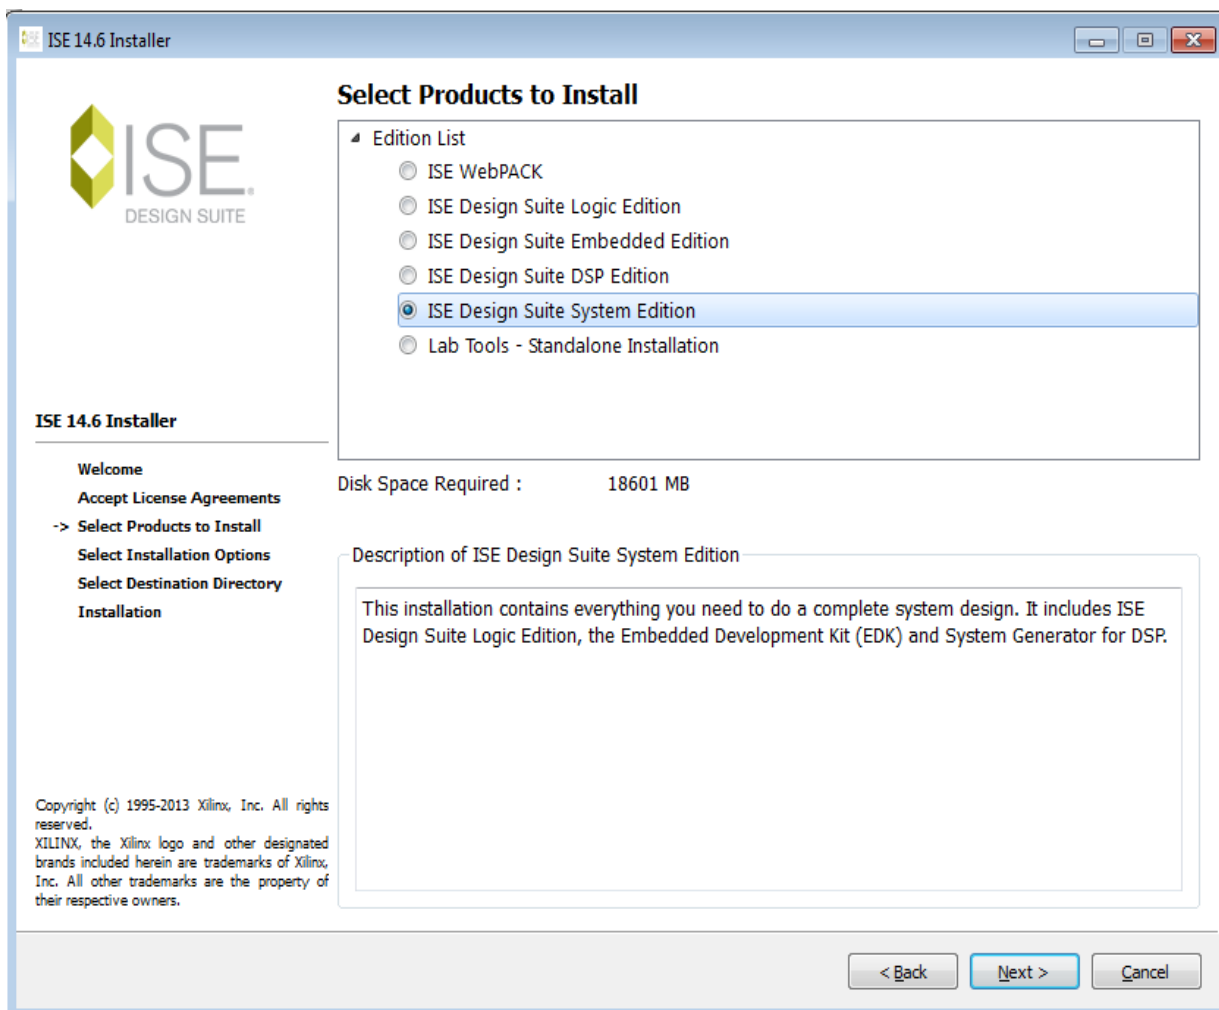 ISE 14.6 Installer
ISE
DESIGN SUITE
Select Products to Install
Edition List
ISE WebPACK
ISE Design Suite Logic Edition
ISE Design Suite Embedded Edition
ISE Design Suite DSP Edition
ISE Design Suite System Edition
Lab Tools - Standalone Installation
ISE 14.6 Installer
Welcome
Accept License Agreements
-> Select Products to Install
Select Installation Options
Select Destination Directory
Installation
Disk Space Required : 18601 MB
Description of ISE Design Suite System Edition
This installation contains everything you need to do a complete system design. It includes ISE
Design Suite Logic Edition, the Embedded Development Kit (EDK) and System Generator for DSP.
Copyright (c) 1995-2013 Xilinx, Inc. All rights
reserved.
XILINX, the Xilinx logo and other designated
brands included herein are trademarks of Xilinx,
Inc. All other trademarks are the property of
their respective owners.
< Back
Next >
Cancel